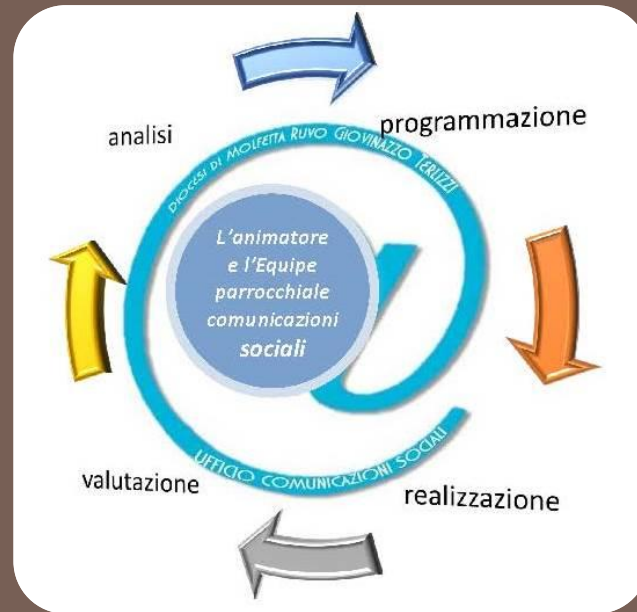 analisi
programmazione
DIOCESI DI MOLFETTA RUVO GIOVINAZZO TERLIZZI
L'animatore
e l'Equipe
parrocchiale
comunicazioni
sociali
valutazione
realizzazione
UFFICIO COMUNICAZIONI SOCIALI